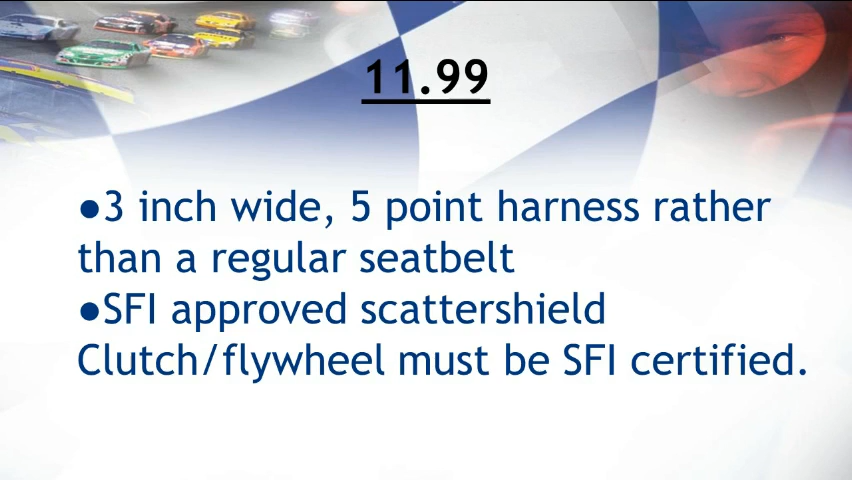 11.99
●3 inch wide, 5 point harness rather
than a regular seatbelt
●SFI approved scattershield
Clutch/flywheel must be SFI certified.